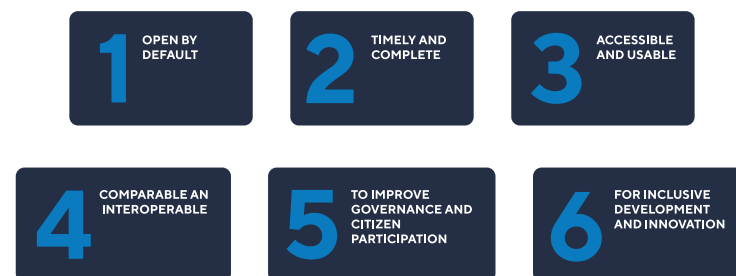 1
OPEN BY
DEFAULT
2
TIMELY AND
COMPLETE
3
ACCESSIBLE
AND USABLE
4
COMPARABLE AN
INTEROPERABLE
5
TO IMPROVE
GOVERNANCE AND
CITIZEN
PARTICIPATION
6
FOR INCLUSIVE
DEVELOPMENT
AND INNOVATION